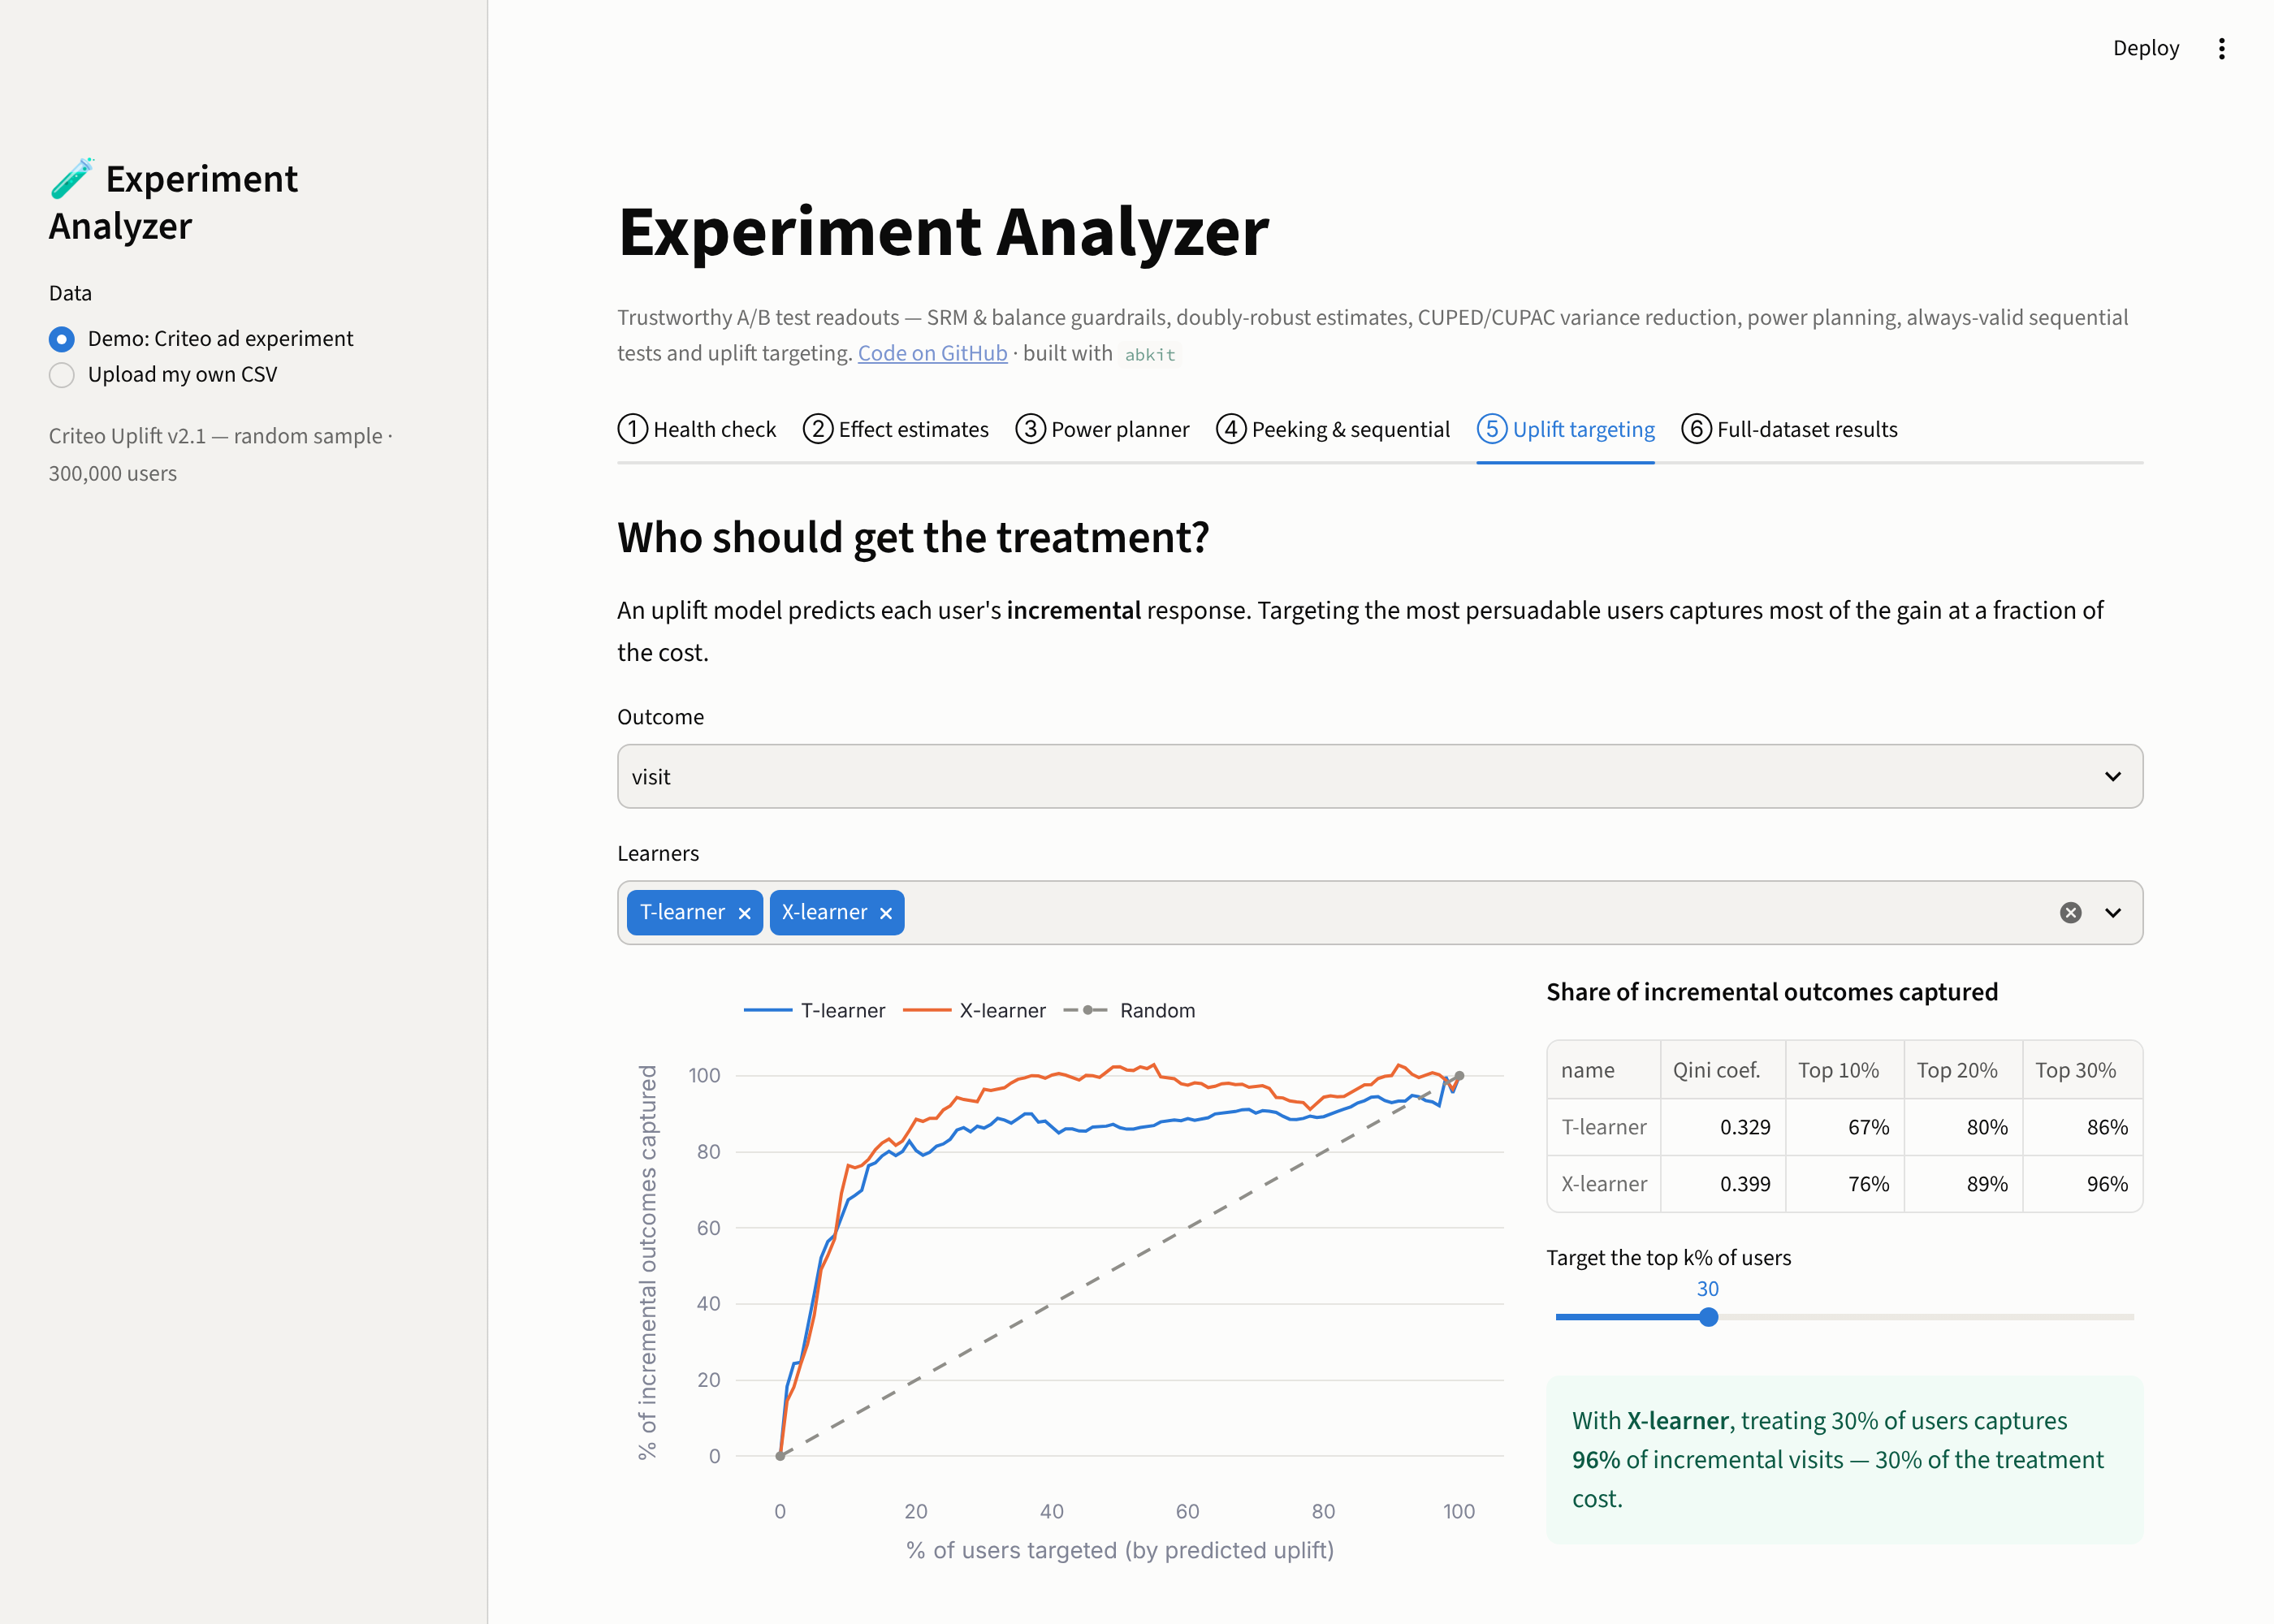 Deploy
🧪 Experiment
Analyzer
Data
Demo: Criteo ad experiment
Upload my own CSV
Criteo Uplift v2.1 — random sample ·
300,000 users
Experiment Analyzer
Trustworthy A/B test readouts — SRM & balance guardrails, doubly-robust estimates, CUPED/CUPAC variance reduction, power planning, always-valid sequential
tests and uplift targeting. Code on GitHub · built with abkit
① Health check ② Effect estimates ③ Power planner ④ Peeking & sequential ⑤ Uplift targeting ⑥ Full-dataset results
Who should get the treatment?
An uplift model predicts each user's incremental response. Targeting the most persuadable users captures most of the gain at a fraction of
the cost.
Outcome
visit
Learners
T-learner X-learner
T-learner X-learner Random
% of incremental outcomes captured
100
80
60
40
20
0
0 20 40 60 80 100
% of users targeted (by predicted uplift)
Share of incremental outcomes captured
name Qini coef. Top 10% Top 20% Top 30%
T-learner 0.329 67% 80% 86%
X-learner 0.399 76% 89% 96%
Target the top k% of users
30
With X-learner, treating 30% of users captures
96% of incremental visits — 30% of the treatment
cost.